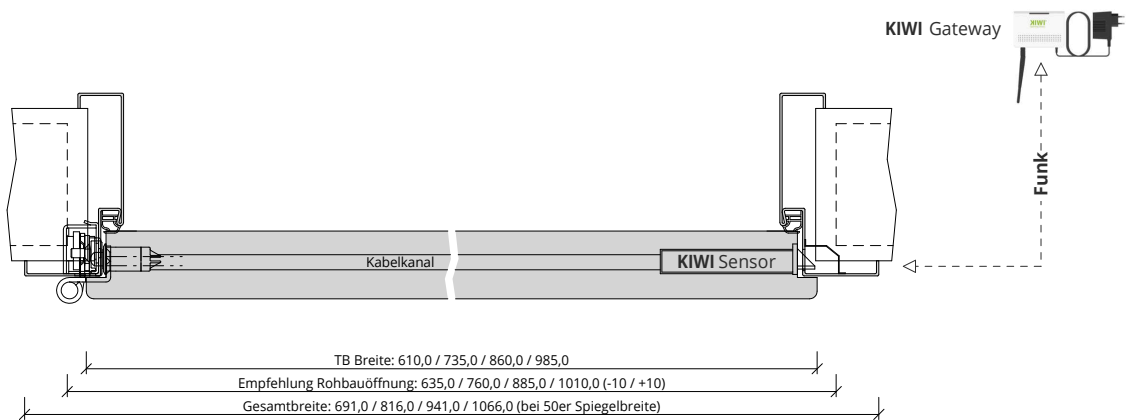 KIWI Gateway
KIWI
Funk
Kabelkanal
KIWI Sensor
TB Breite: 610,0 / 735,0 / 860,0 / 985,0
Empfehlung Rohbauöffnung: 635,0 / 760,0 / 885,0 / 1010,0 (-10 / +10)
Gesamtbreite: 691,0 / 816,0 / 941,0 / 1066,0 (bei 50er Spiegelbreite)